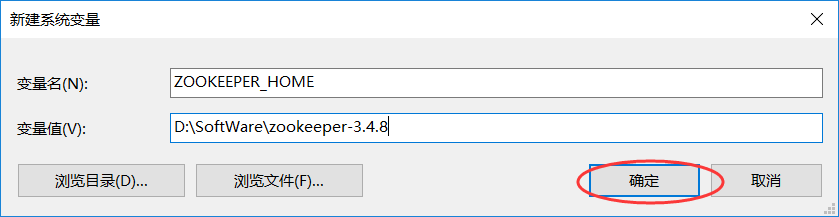 新建系统变量
变量名(N):
ZOOKEEPER_HOME
变量值(V):
D:\SoftWare\zookeeper-3.4.8
浏览目录(D)... 浏览文件(F)... 确定 取消